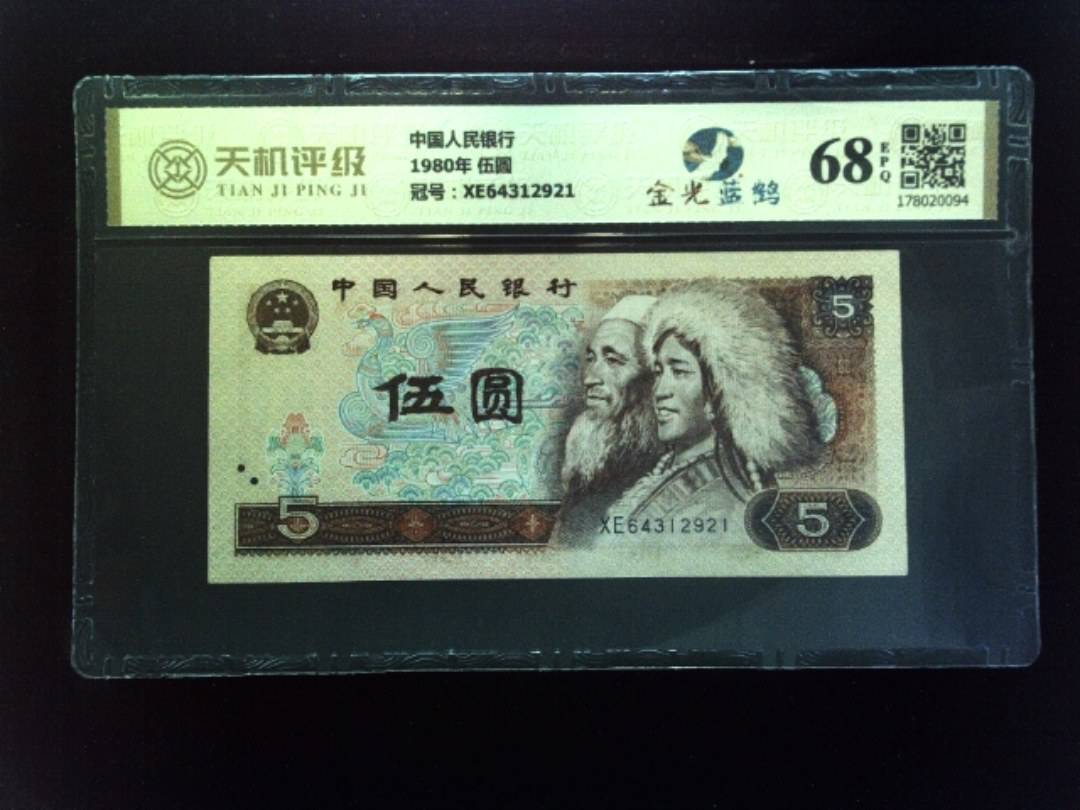 天机评级
TIAN JI PING JI
中国人民银行
1980年 伍圆
冠号：XE64312921
金光蓝鹤
68
EPQ
178020094
中国人民银行
5
伍圆
5
XE64312921
5